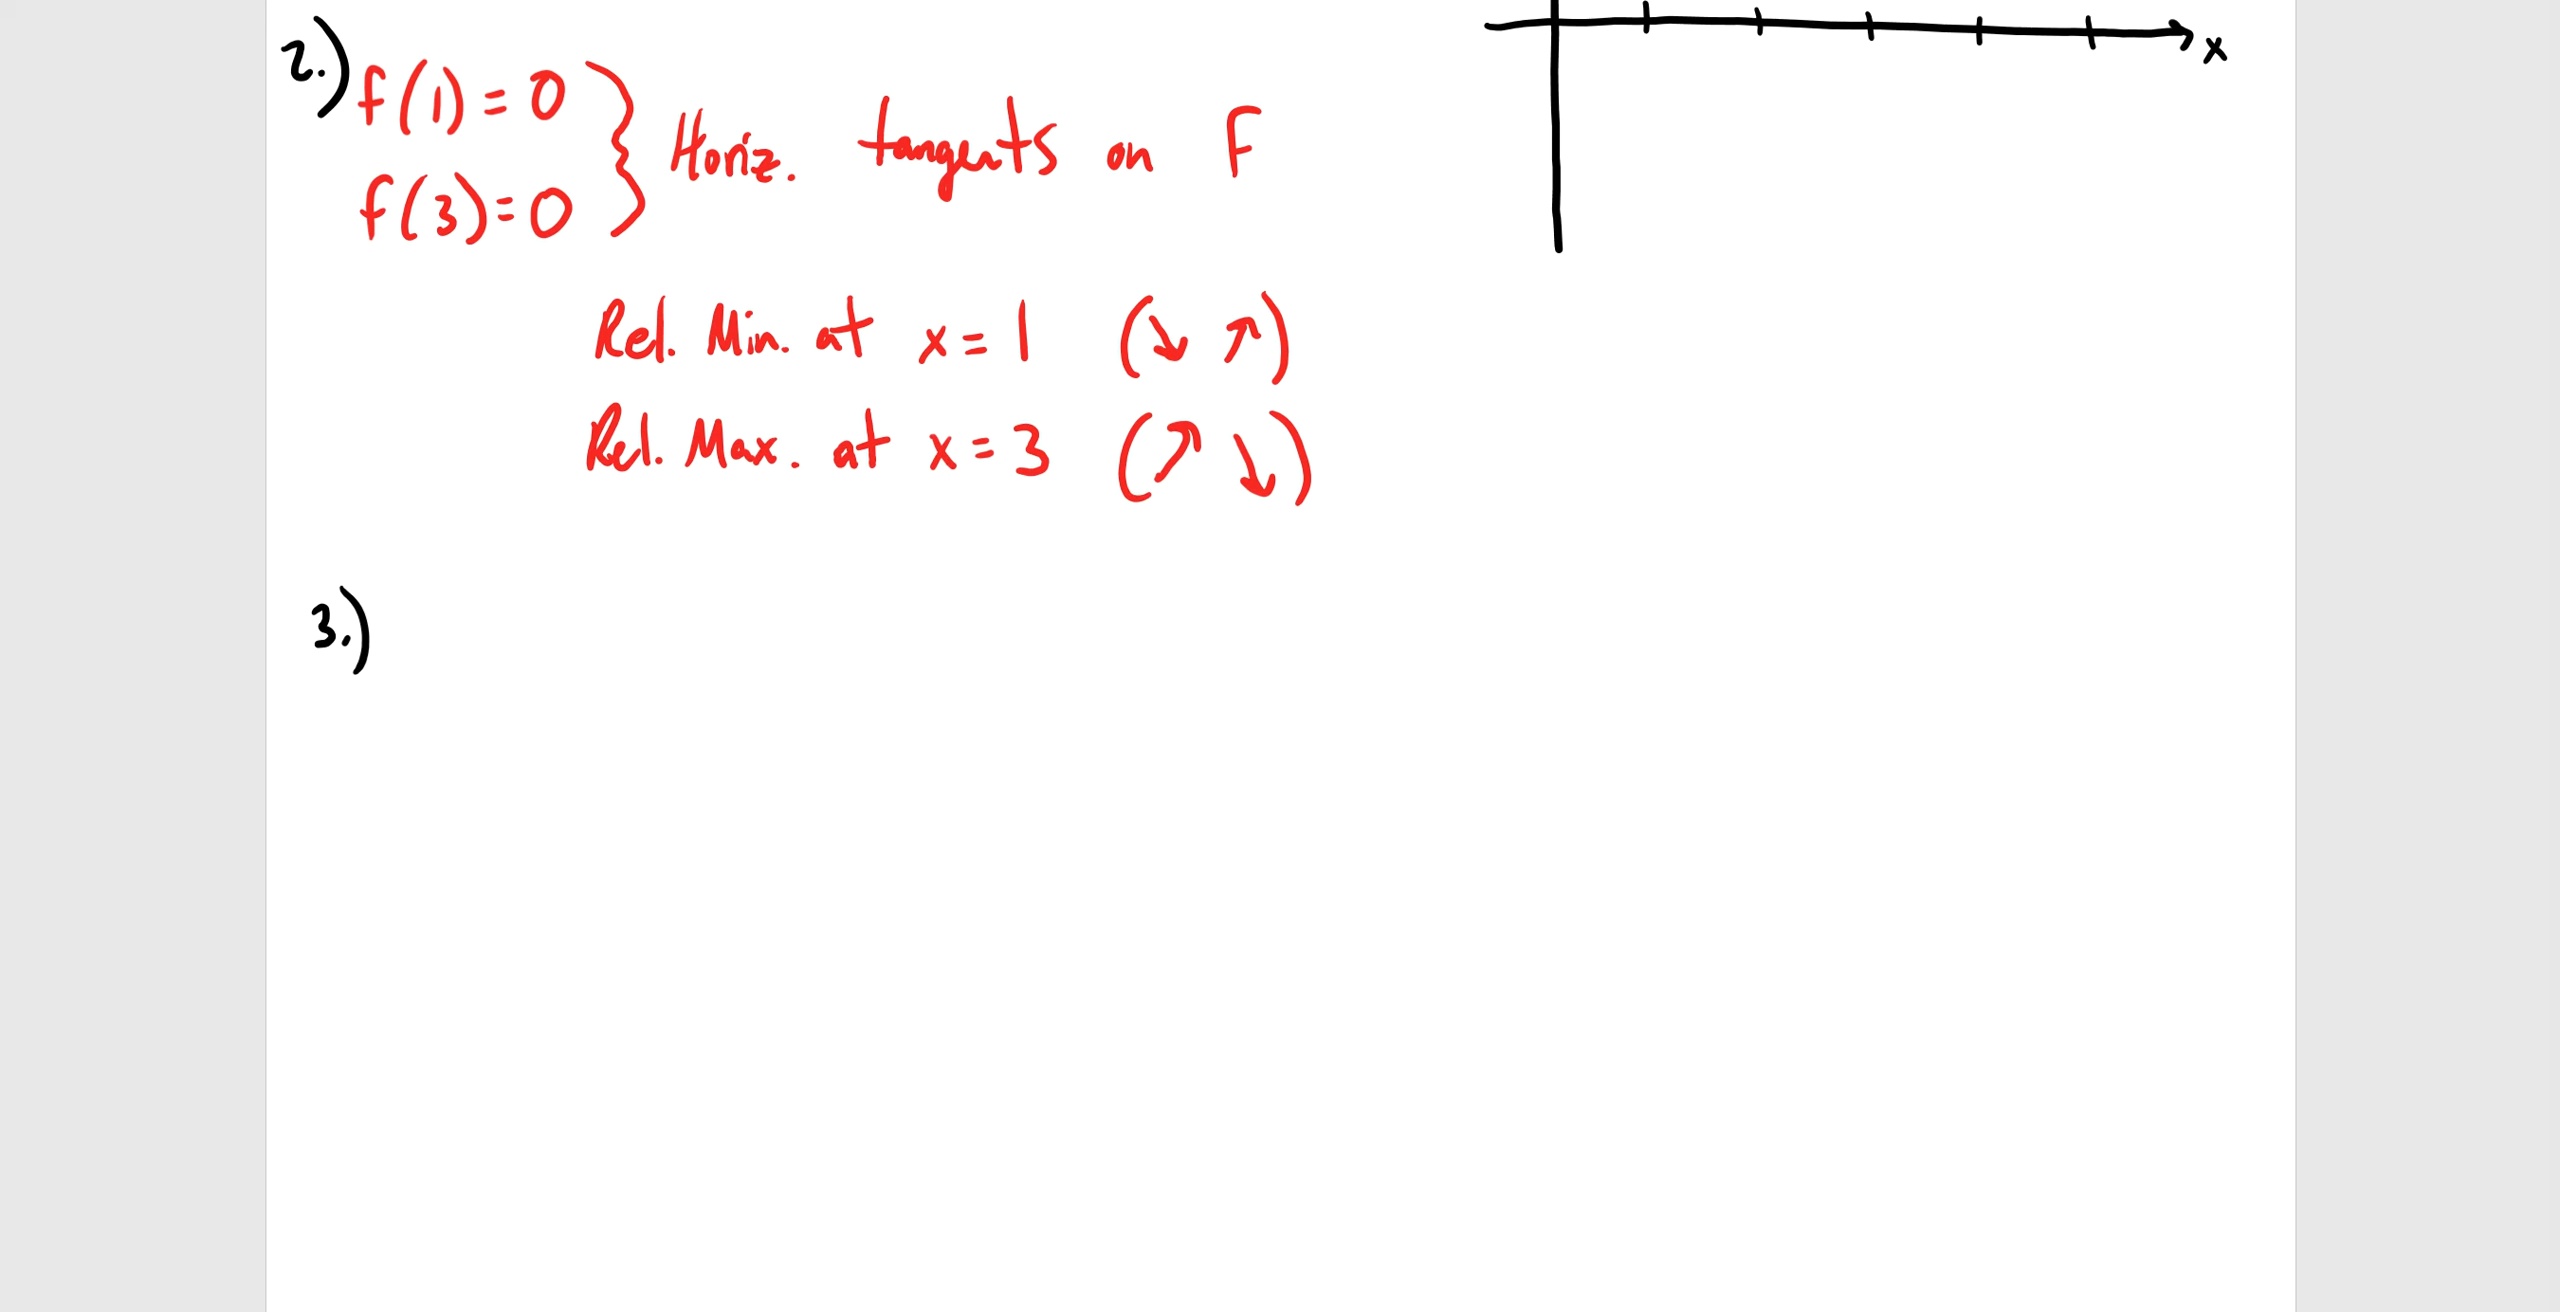 2.) f(1)=0 } Horiz. tangents on F
f(3)=0
Rel. Min. at x=1 (↘ ↗)
Rel. Max. at x=3 (↗ ↘)
3.)
x